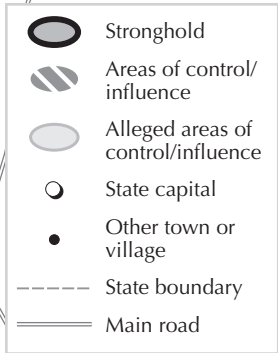 Stronghold
Areas of control/
influence
Alleged areas of
control/influence
State capital
Other town or
village
State boundary
Main road